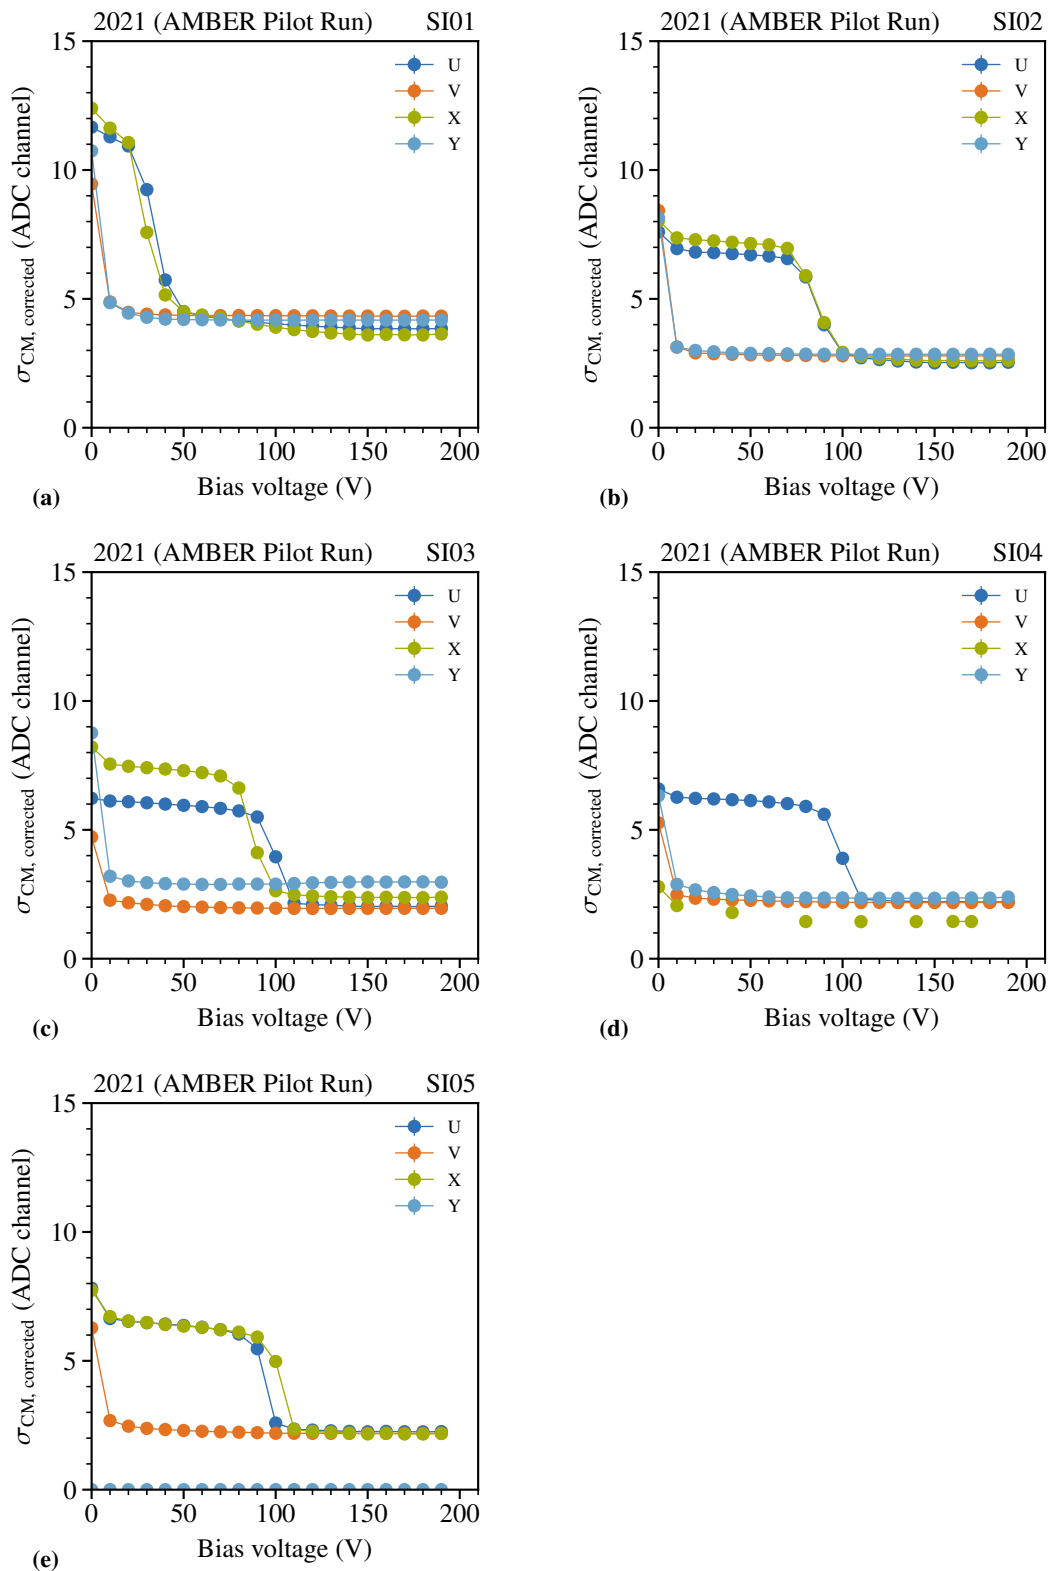 2021 (AMBER Pilot Run) SI01
15
10
5
0
0 50 100 150 200
σCM, corrected (ADC channel)
Bias voltage (V)
U
V
X
Y
(a)
2021 (AMBER Pilot Run) SI02
15
10
5
0
0 50 100 150 200
σCM, corrected (ADC channel)
Bias voltage (V)
U
V
X
Y
(b)
2021 (AMBER Pilot Run) SI03
15
10
5
0
0 50 100 150 200
σCM, corrected (ADC channel)
Bias voltage (V)
U
V
X
Y
(c)
2021 (AMBER Pilot Run) SI04
15
10
5
0
0 50 100 150 200
σCM, corrected (ADC channel)
Bias voltage (V)
U
V
X
Y
(d)
2021 (AMBER Pilot Run) SI05
15
10
5
0
0 50 100 150 200
σCM, corrected (ADC channel)
Bias voltage (V)
U
V
X
Y
(e)